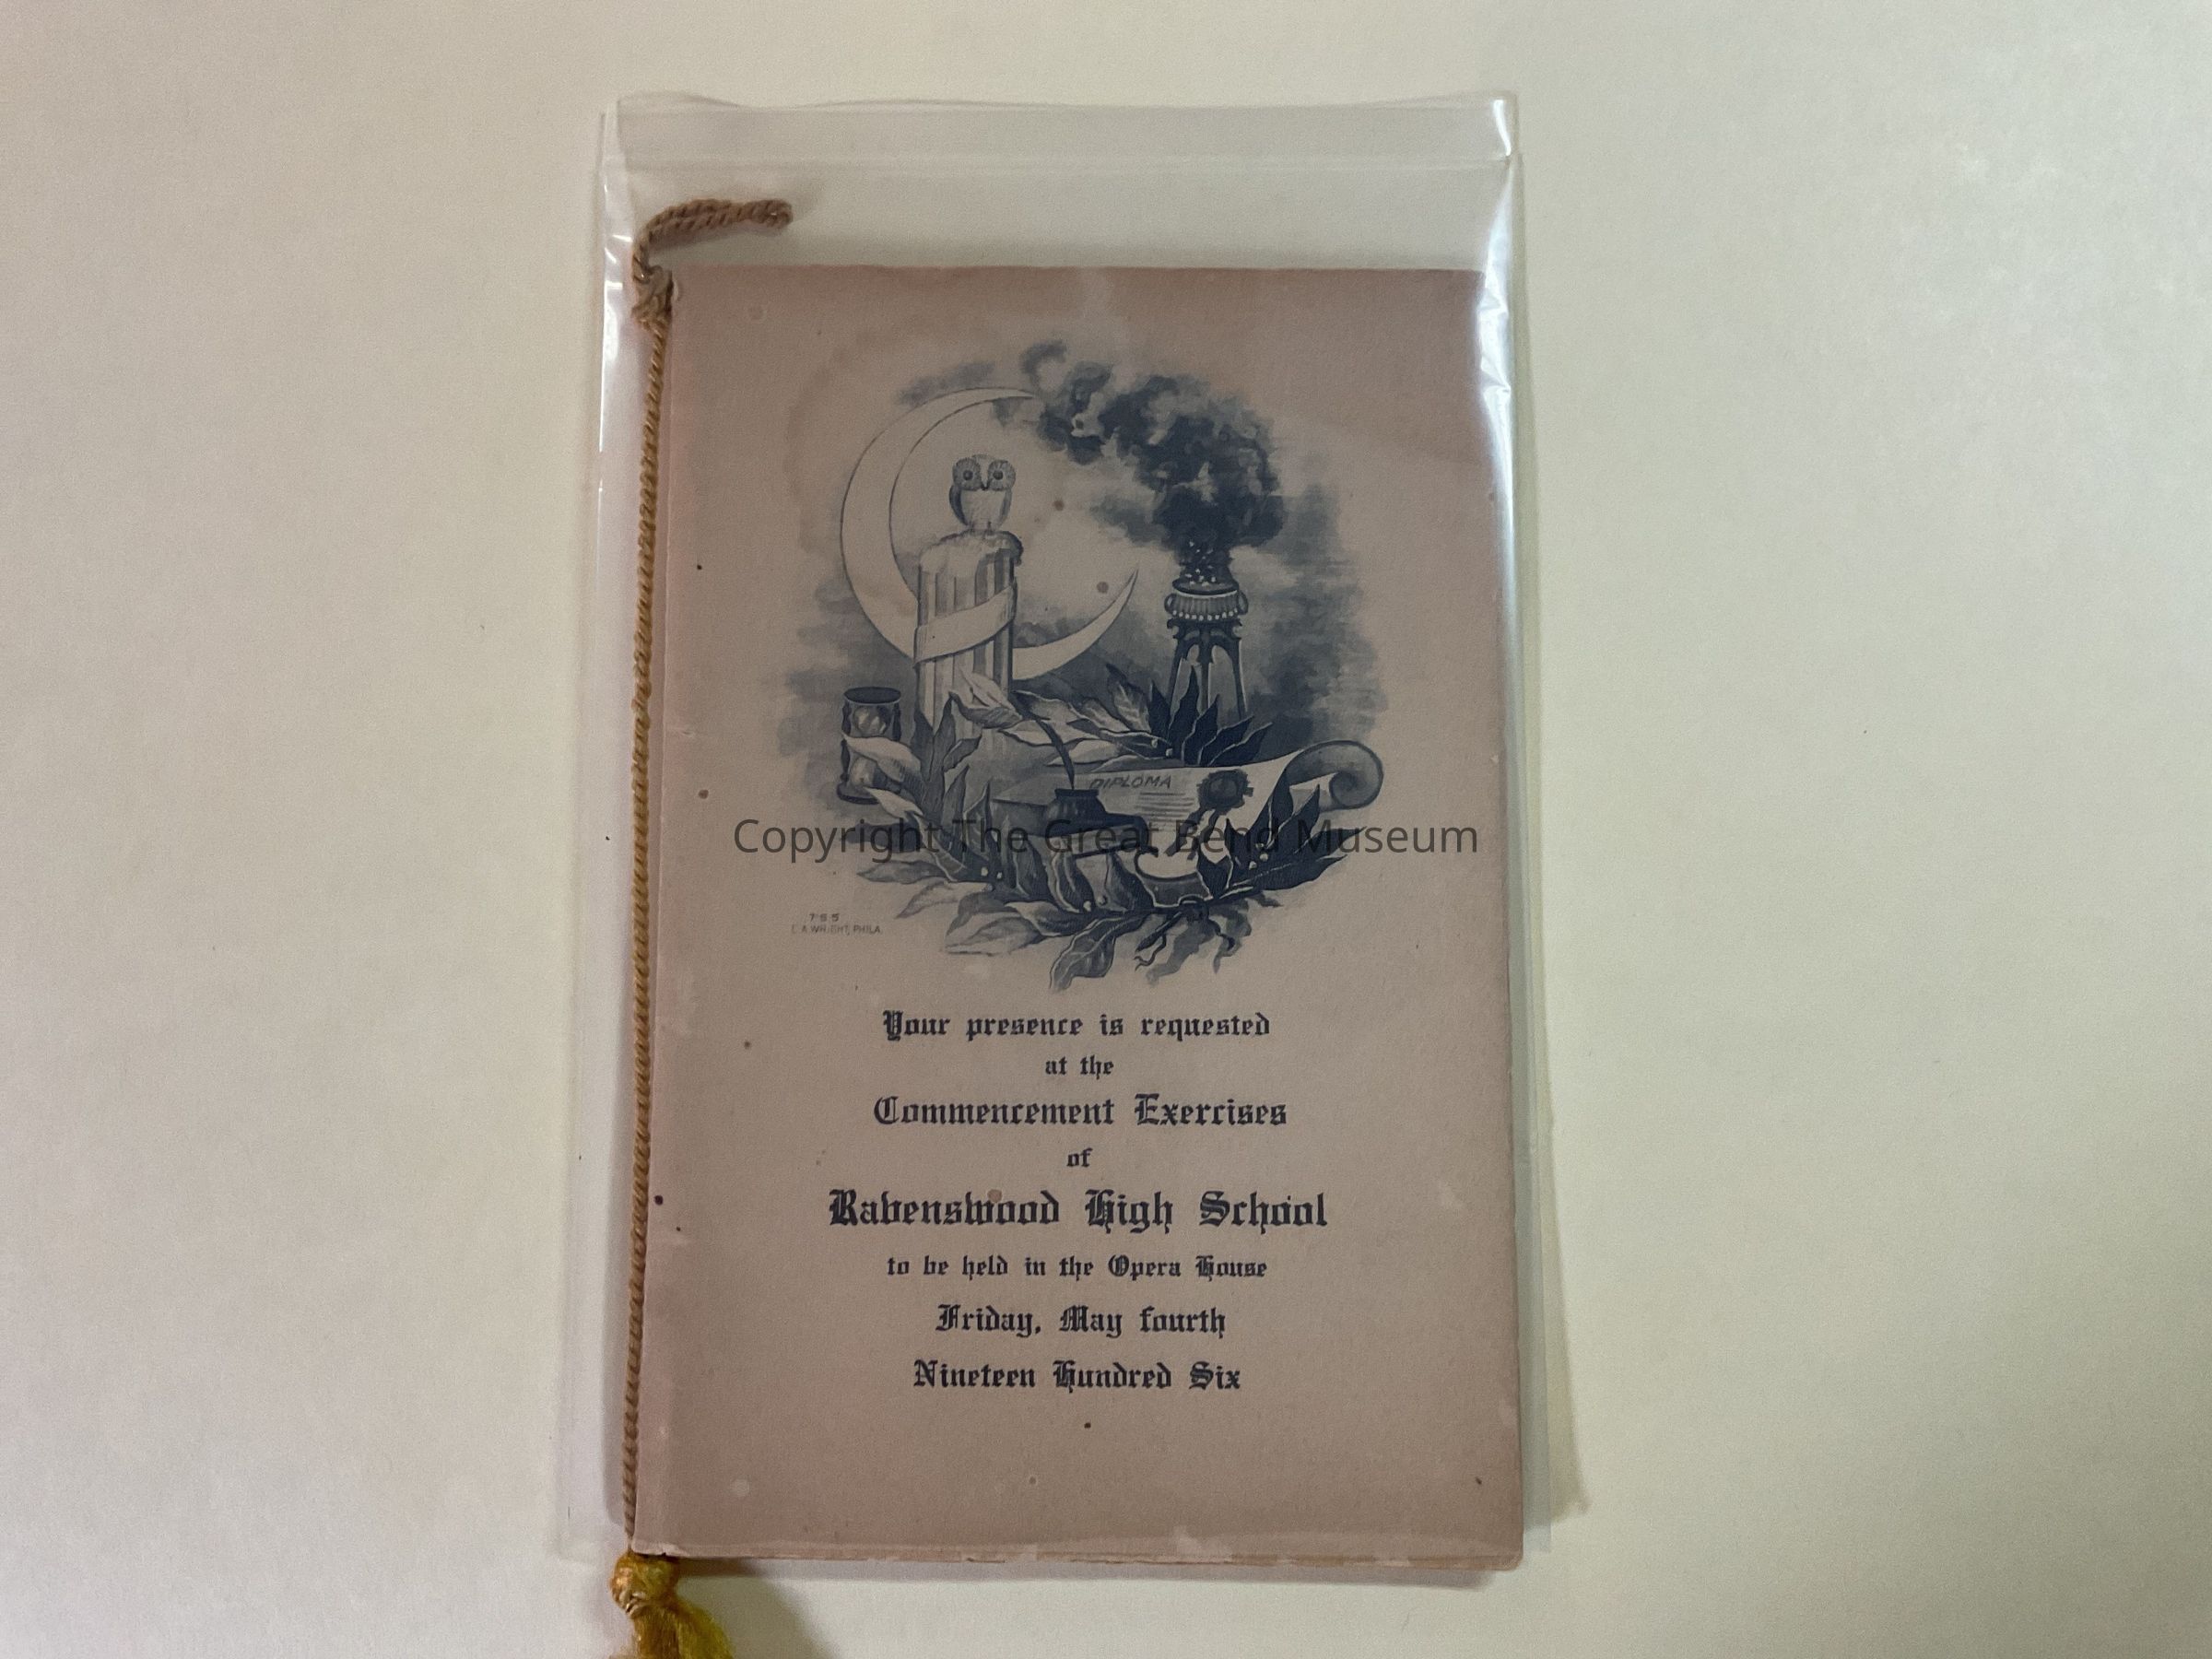 DIPLOMA
Copyright The Great Bend Museum
785
E. A. WRIGHT, PHILA.
Your presence is requested
at the
Commencement Exercises
of
Ravenswood High School
to be held in the Opera House
Friday, May fourth
Nineteen Hundred Six